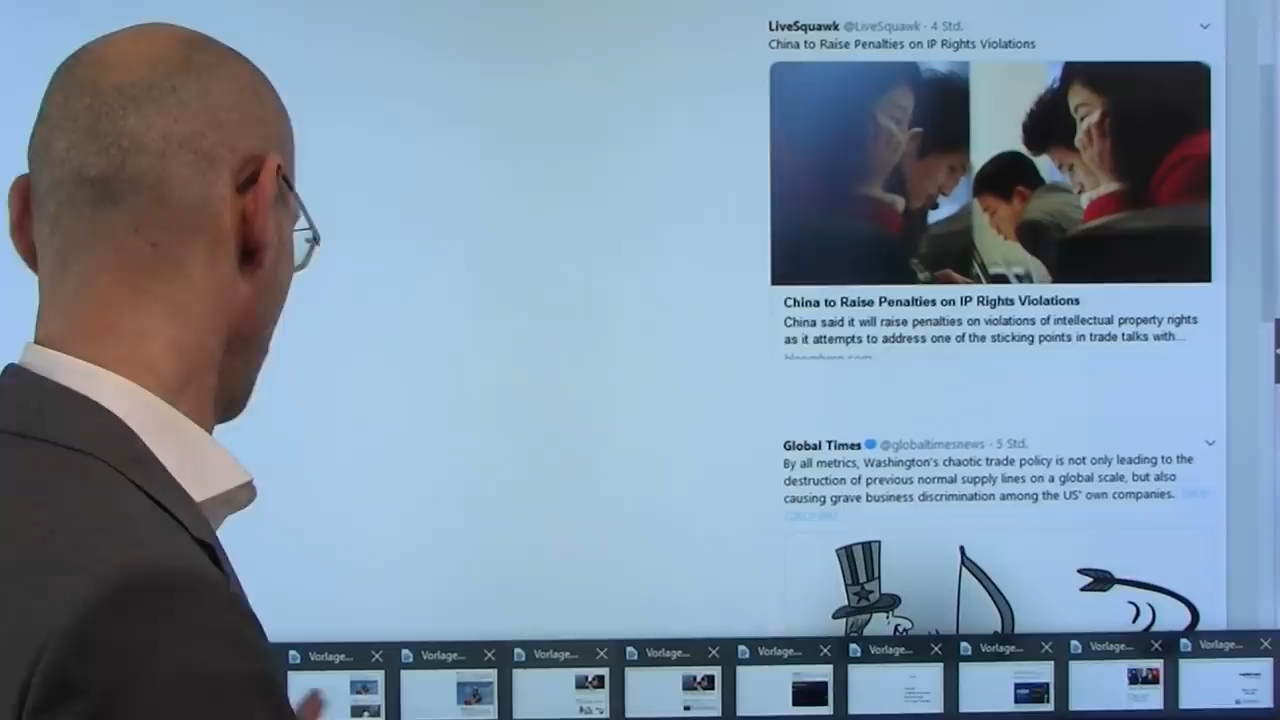 LiveSquawk @LiveSquawk · 4 Std.
China to Raise Penalties on IP Rights Violations
China to Raise Penalties on IP Rights Violations
China said it will raise penalties on violations of intellectual property rights
as it attempts to address one of the sticking points in trade talks with...
Global Times @globaltimesnews · 5 Std.
By all metrics, Washington's chaotic trade policy is not only leading to the
destruction of previous normal supply lines on a global scale, but also
causing grave business discrimination among the US' own companies.
Vorlage... Vorlage... Vorlage... Vorlage... Vorlage... Vorlage... Vorlage... Vorlage... Vorlage...